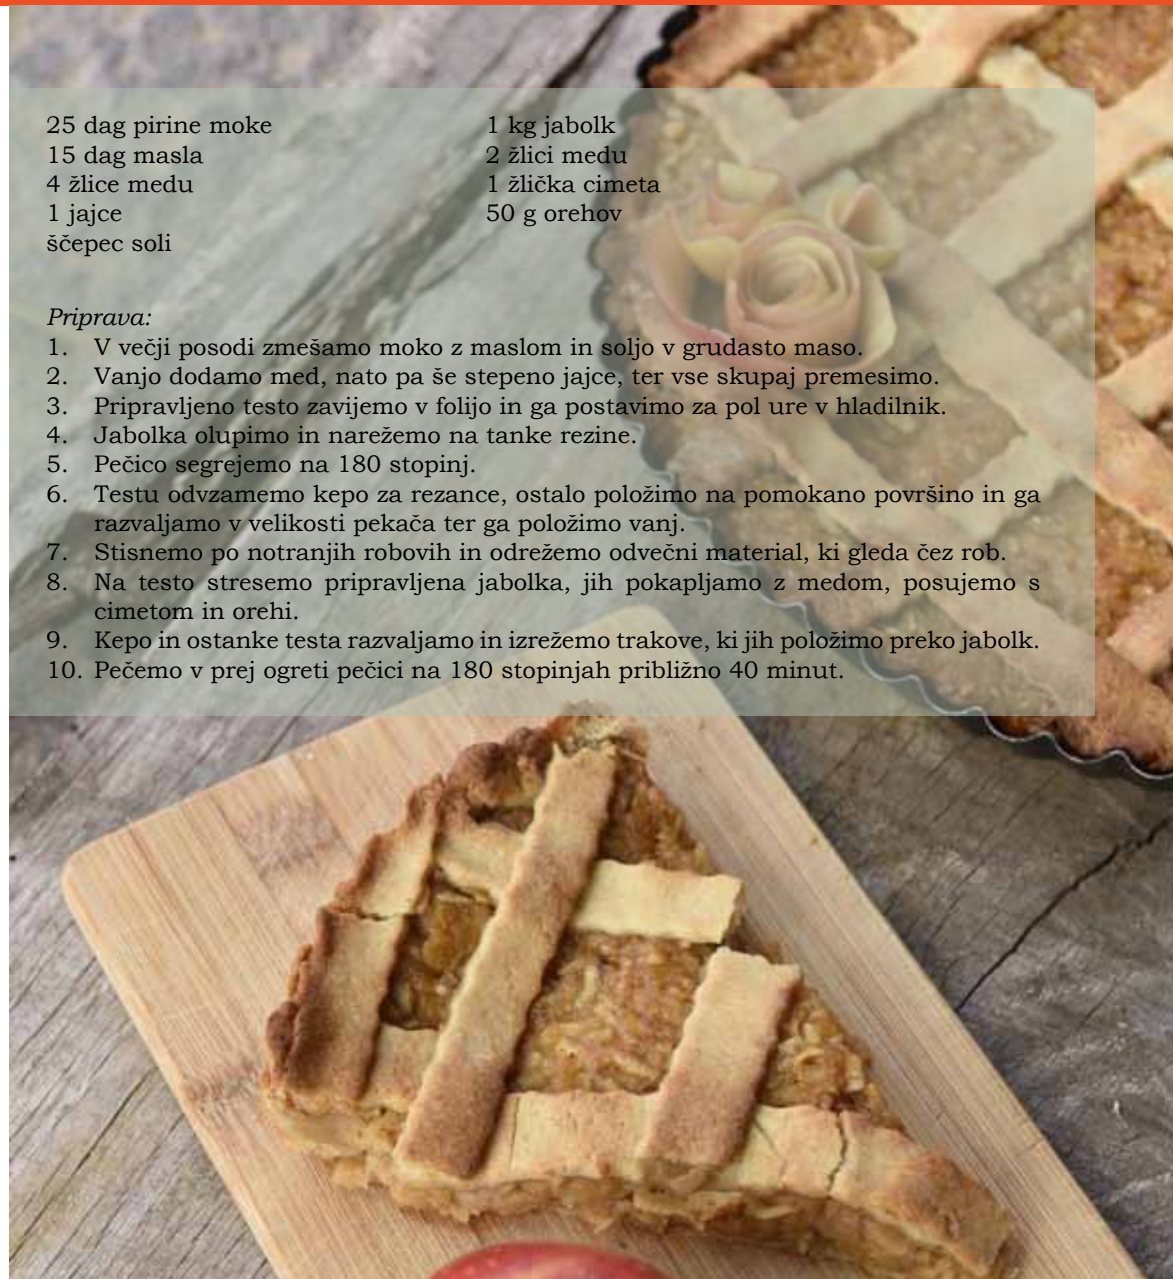 25 dag pirine moke
15 dag masla
4 žlice medu
1 jajce
ščepec soli
1 kg jabolk
2 žlici medu
1 žlička cimeta
50 g orehov
Priprava:
1. V večji posodi zmešamo moko z maslom in soljo v grudasto maso.
2. Vanjo dodamo med, nato pa še stepeno jajce, ter vse skupaj premesimo.
3. Pripravljeno testo zavijemo v folijo in ga postavimo za pol ure v hladilnik.
4. Jabolka olupimo in narežemo na tanke rezine.
5. Pečico segrejemo na 180 stopinj.
6. Testu odvzamemo kepo za rezance, ostalo položimo na pomokano površino in ga
razvaljamo v velikosti pekača ter ga položimo vanj.
7. Stisnemo po notranjih robovih in odrežemo odvečni material, ki gleda čez rob.
8. Na testo stresemo pripravljena jabolka, jih pokapljamo z medom, posujemo s
cimetom in orehi.
9. Kepo in ostanke testa razvaljamo in izrežemo trakove, ki jih položimo preko jabolk.
10. Pečemo v prej ogreti pečici na 180 stopinjah približno 40 minut.